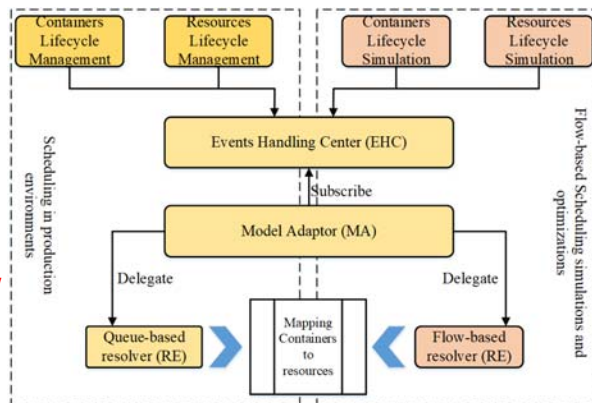 Containers
Lifecycle
Management
Resources
Lifecycle
Management
Containers
Lifecycle
Simulation
Resources
Lifecycle
Simulation
Events Handling Center (EHC)
Subscribe
Model Adaptor (MA)
Scheduling in production
environments
Flow-based Scheduling simulations and
optimizations
Delegate
Delegate
Queue-based
resolver (RE)
Mapping
Containers
to
resources
Flow-based
resolver (RE)